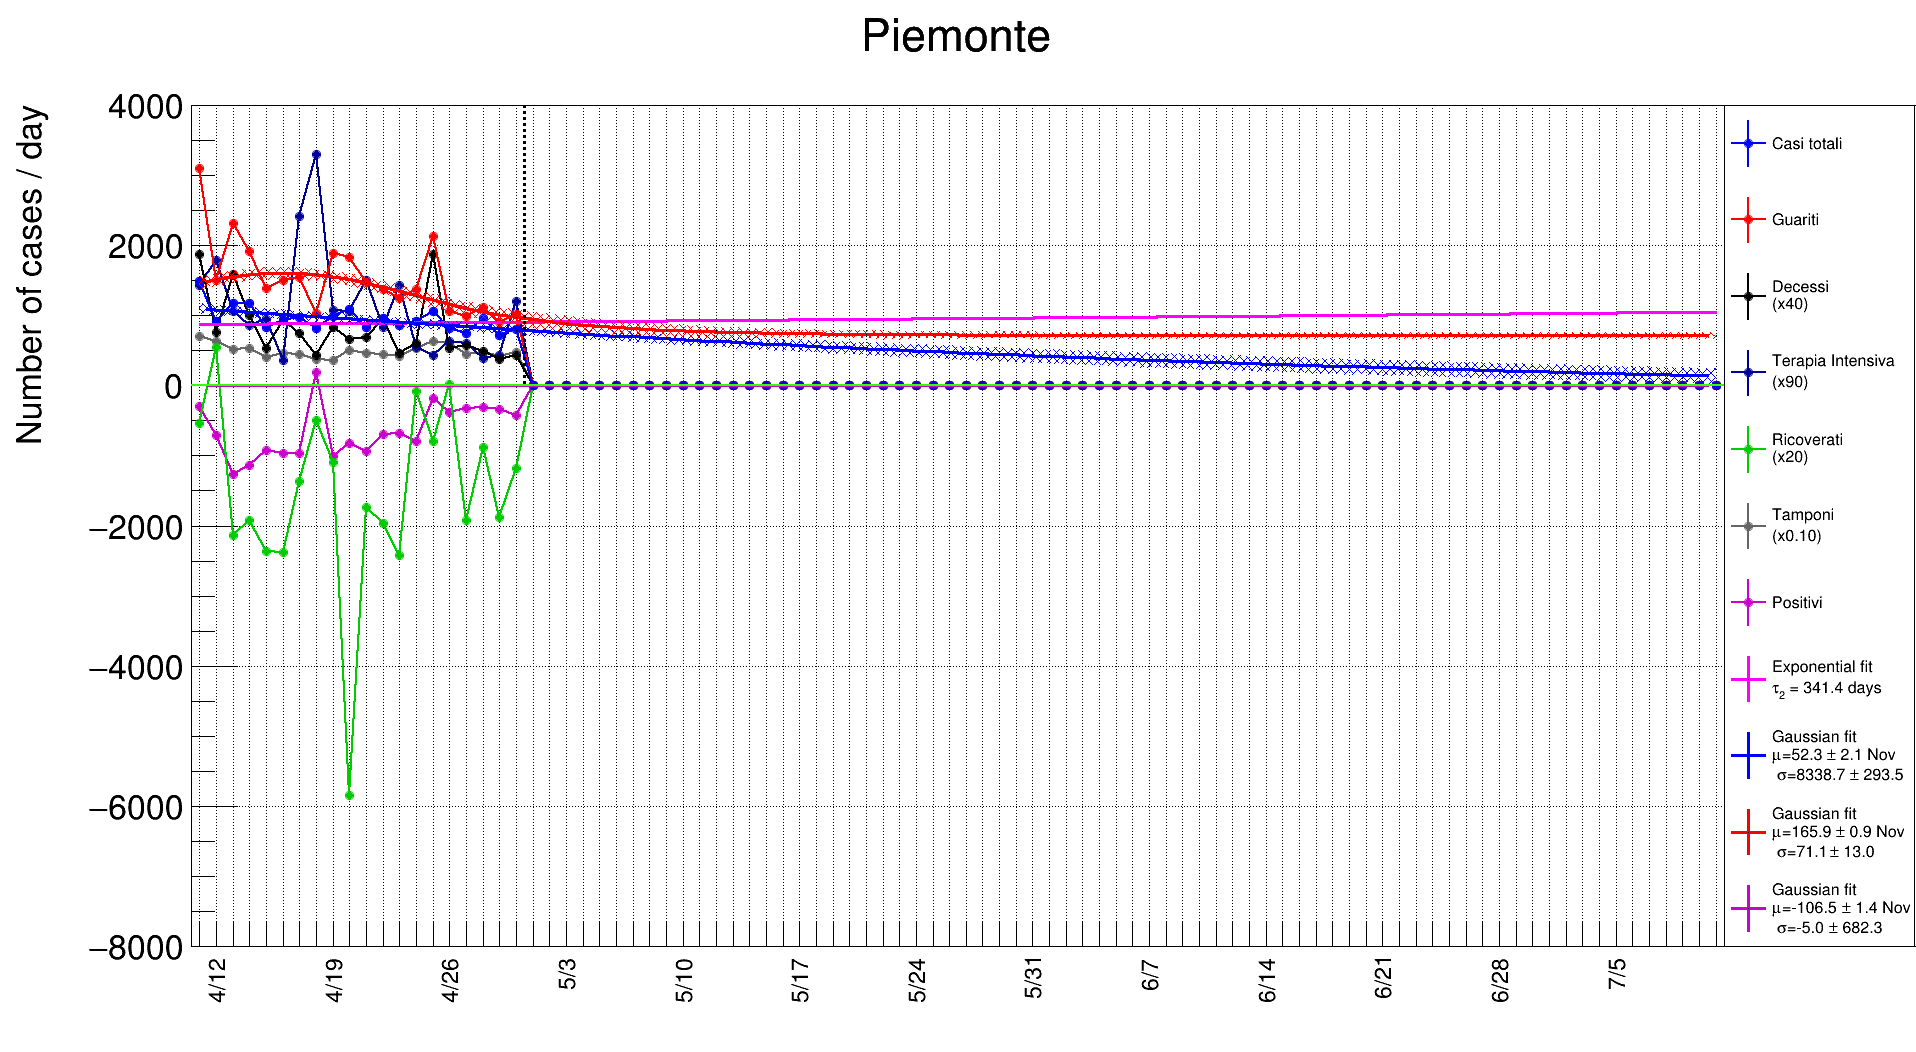 Piemonte
Number of cases / day
4000
2000
0
−2000
−4000
−6000
−8000
4/12
4/19
4/26
5/3
5/10
5/17
5/24
5/31
6/7
6/14
6/21
6/28
7/5
Casi totali
Guariti
Decessi
(x40)
Terapia Intensiva
(x90)
Ricoverati
(x20)
Tamponi
(x0.10)
Positivi
Exponential fit
τ2 = 341.4 days
Gaussian fit
μ=52.3 ± 2.1 Nov
σ=8338.7 ± 293.5
Gaussian fit
μ=165.9 ± 0.9 Nov
σ=71.1 ± 13.0
Gaussian fit
μ=-106.5 ± 1.4 Nov
σ=-5.0 ± 682.3